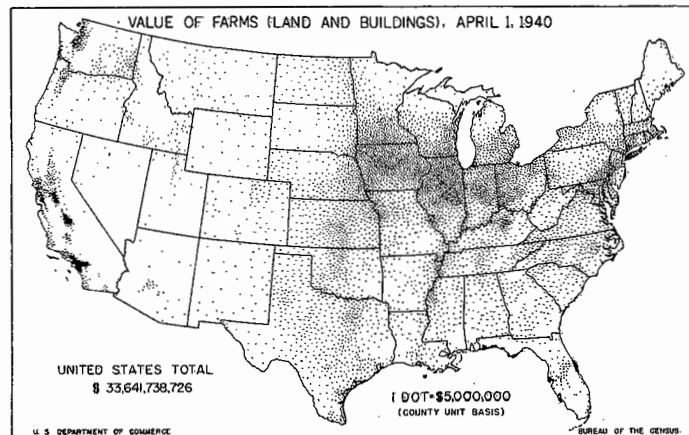 VALUE OF FARMS (LAND AND BUILDINGS), APRIL 1, 1940
UNITED STATES TOTAL
$ 33,641,738,726
1 DOT=$5,000,000
(COUNTY UNIT BASIS)
U. S DEPARTMENT OF COMMERCE
BUREAU OF THE CENSUS.